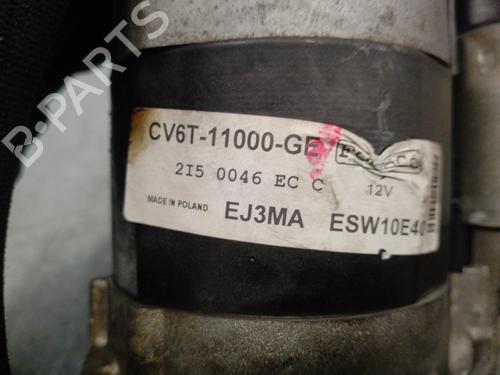 B-PARTS
CV6T-11000-GE
2I5 0046 EC C
12V
MADE IN POLAND
EJ3MA
ESW10E40